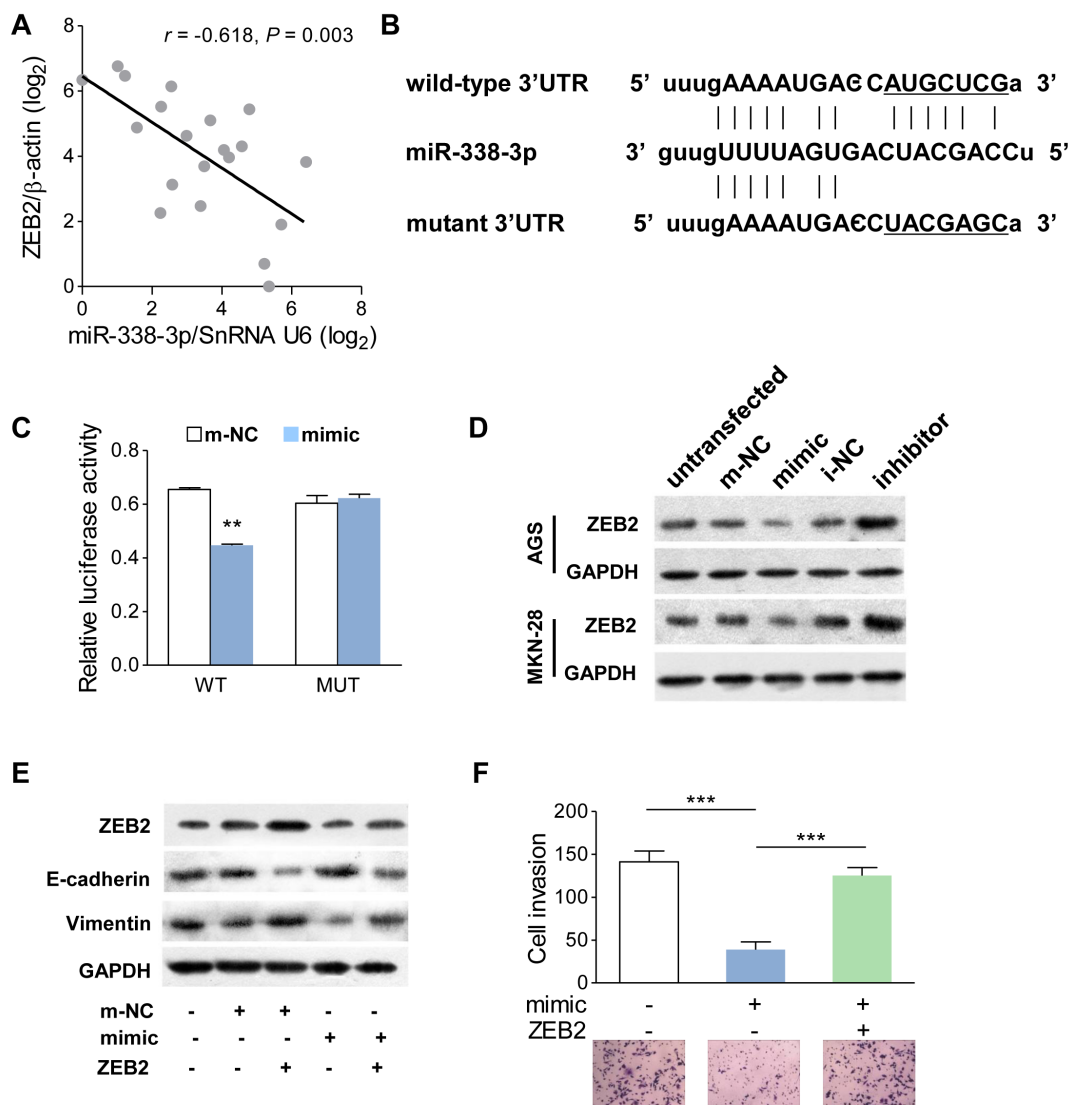 A
r = -0.618, P = 0.003
ZEB2/β-actin (log2)
8
6
4
2
0
0 2 4 6 8
miR-338-3p/SnRNA U6 (log2)
B
wild-type 3’UTR 5’ uuugAAAAUGACCAUGCUCGa 3’
miR-338-3p 3’ guugUUUUAGUGACUACGACCu 5’
mutant 3’UTR 5’ uuugAAAAUGACCUACGAGCa 3’
C
m-NC mimic
Relative luciferase activity
0.8
0.6
0.4
0.2
0.0
**
WT MUT
D
untransfected m-NC mimic i-NC inhibitor
AGS
ZEB2
GAPDH
MKN-28
ZEB2
GAPDH
E
ZEB2
E-cadherin
Vimentin
GAPDH
m-NC - + + - -
mimic - - - + +
ZEB2 - - + - +
F
Cell invasion
200
150
100
50
0
***
***
mimic - + +
ZEB2 - - +